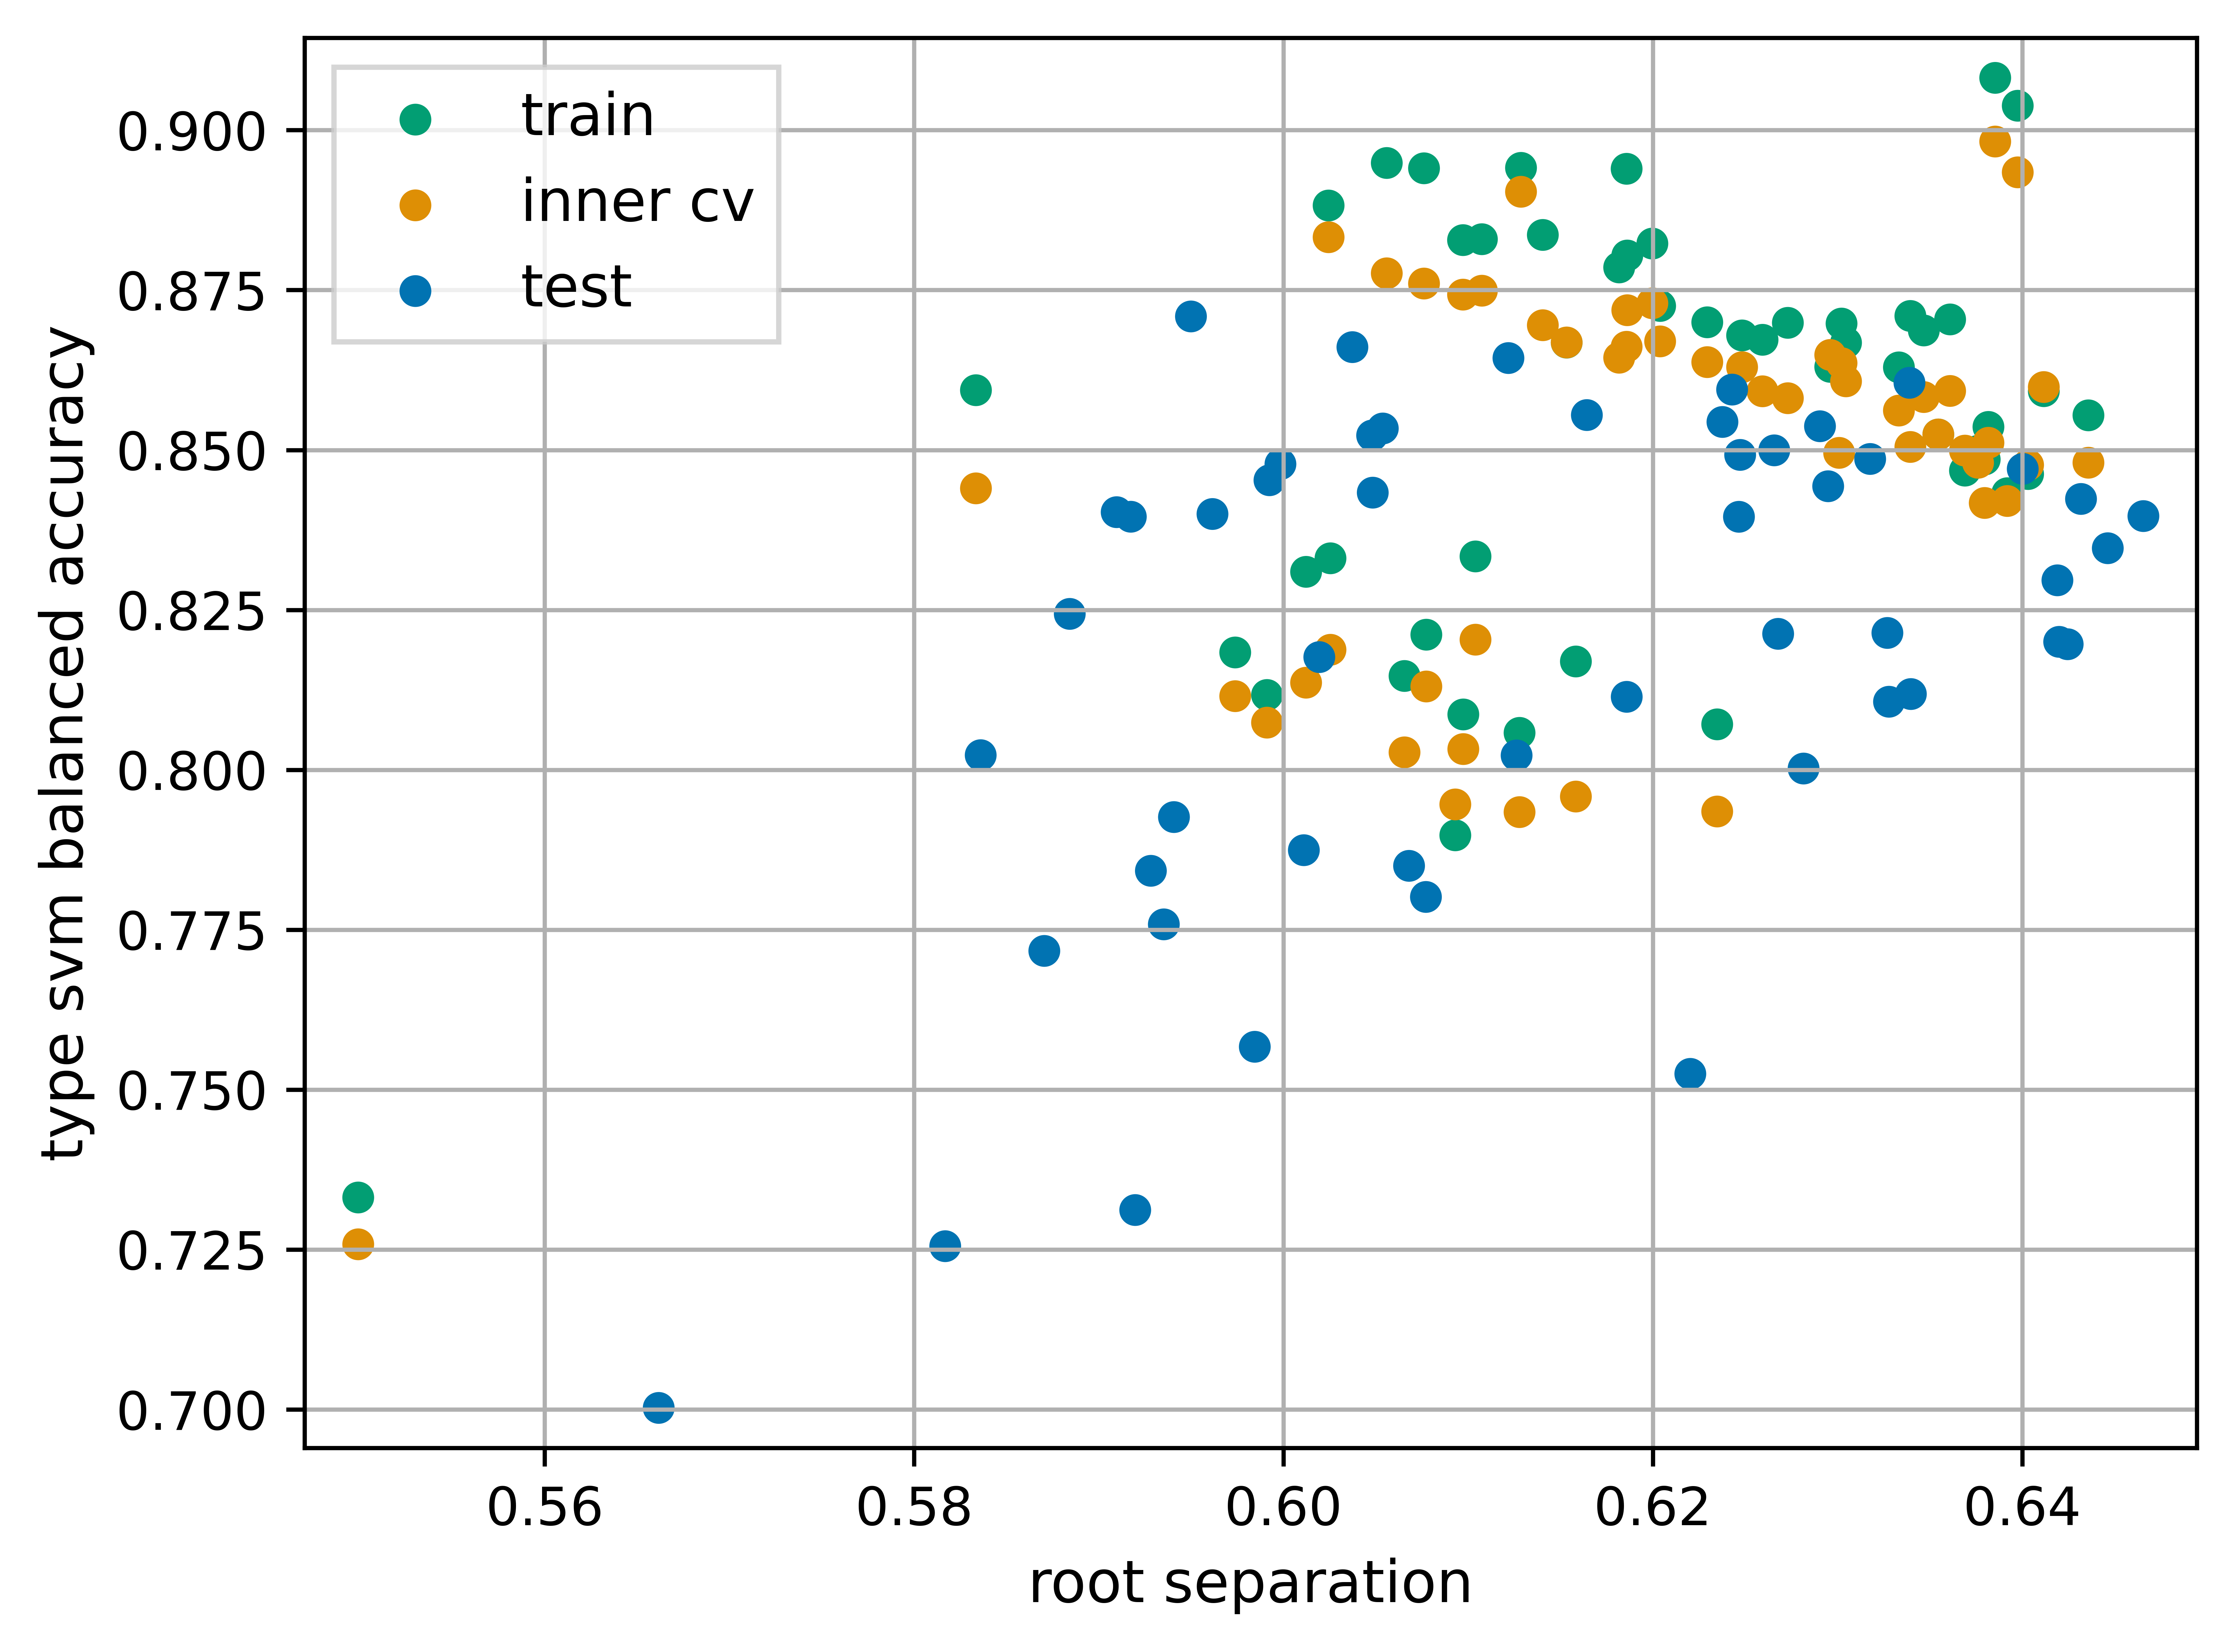 train
inner cv
test
type svm balanced accuracy
0.900
0.875
0.850
0.825
0.800
0.775
0.750
0.725
0.700
0.56 0.58 0.60 0.62 0.64
root separation